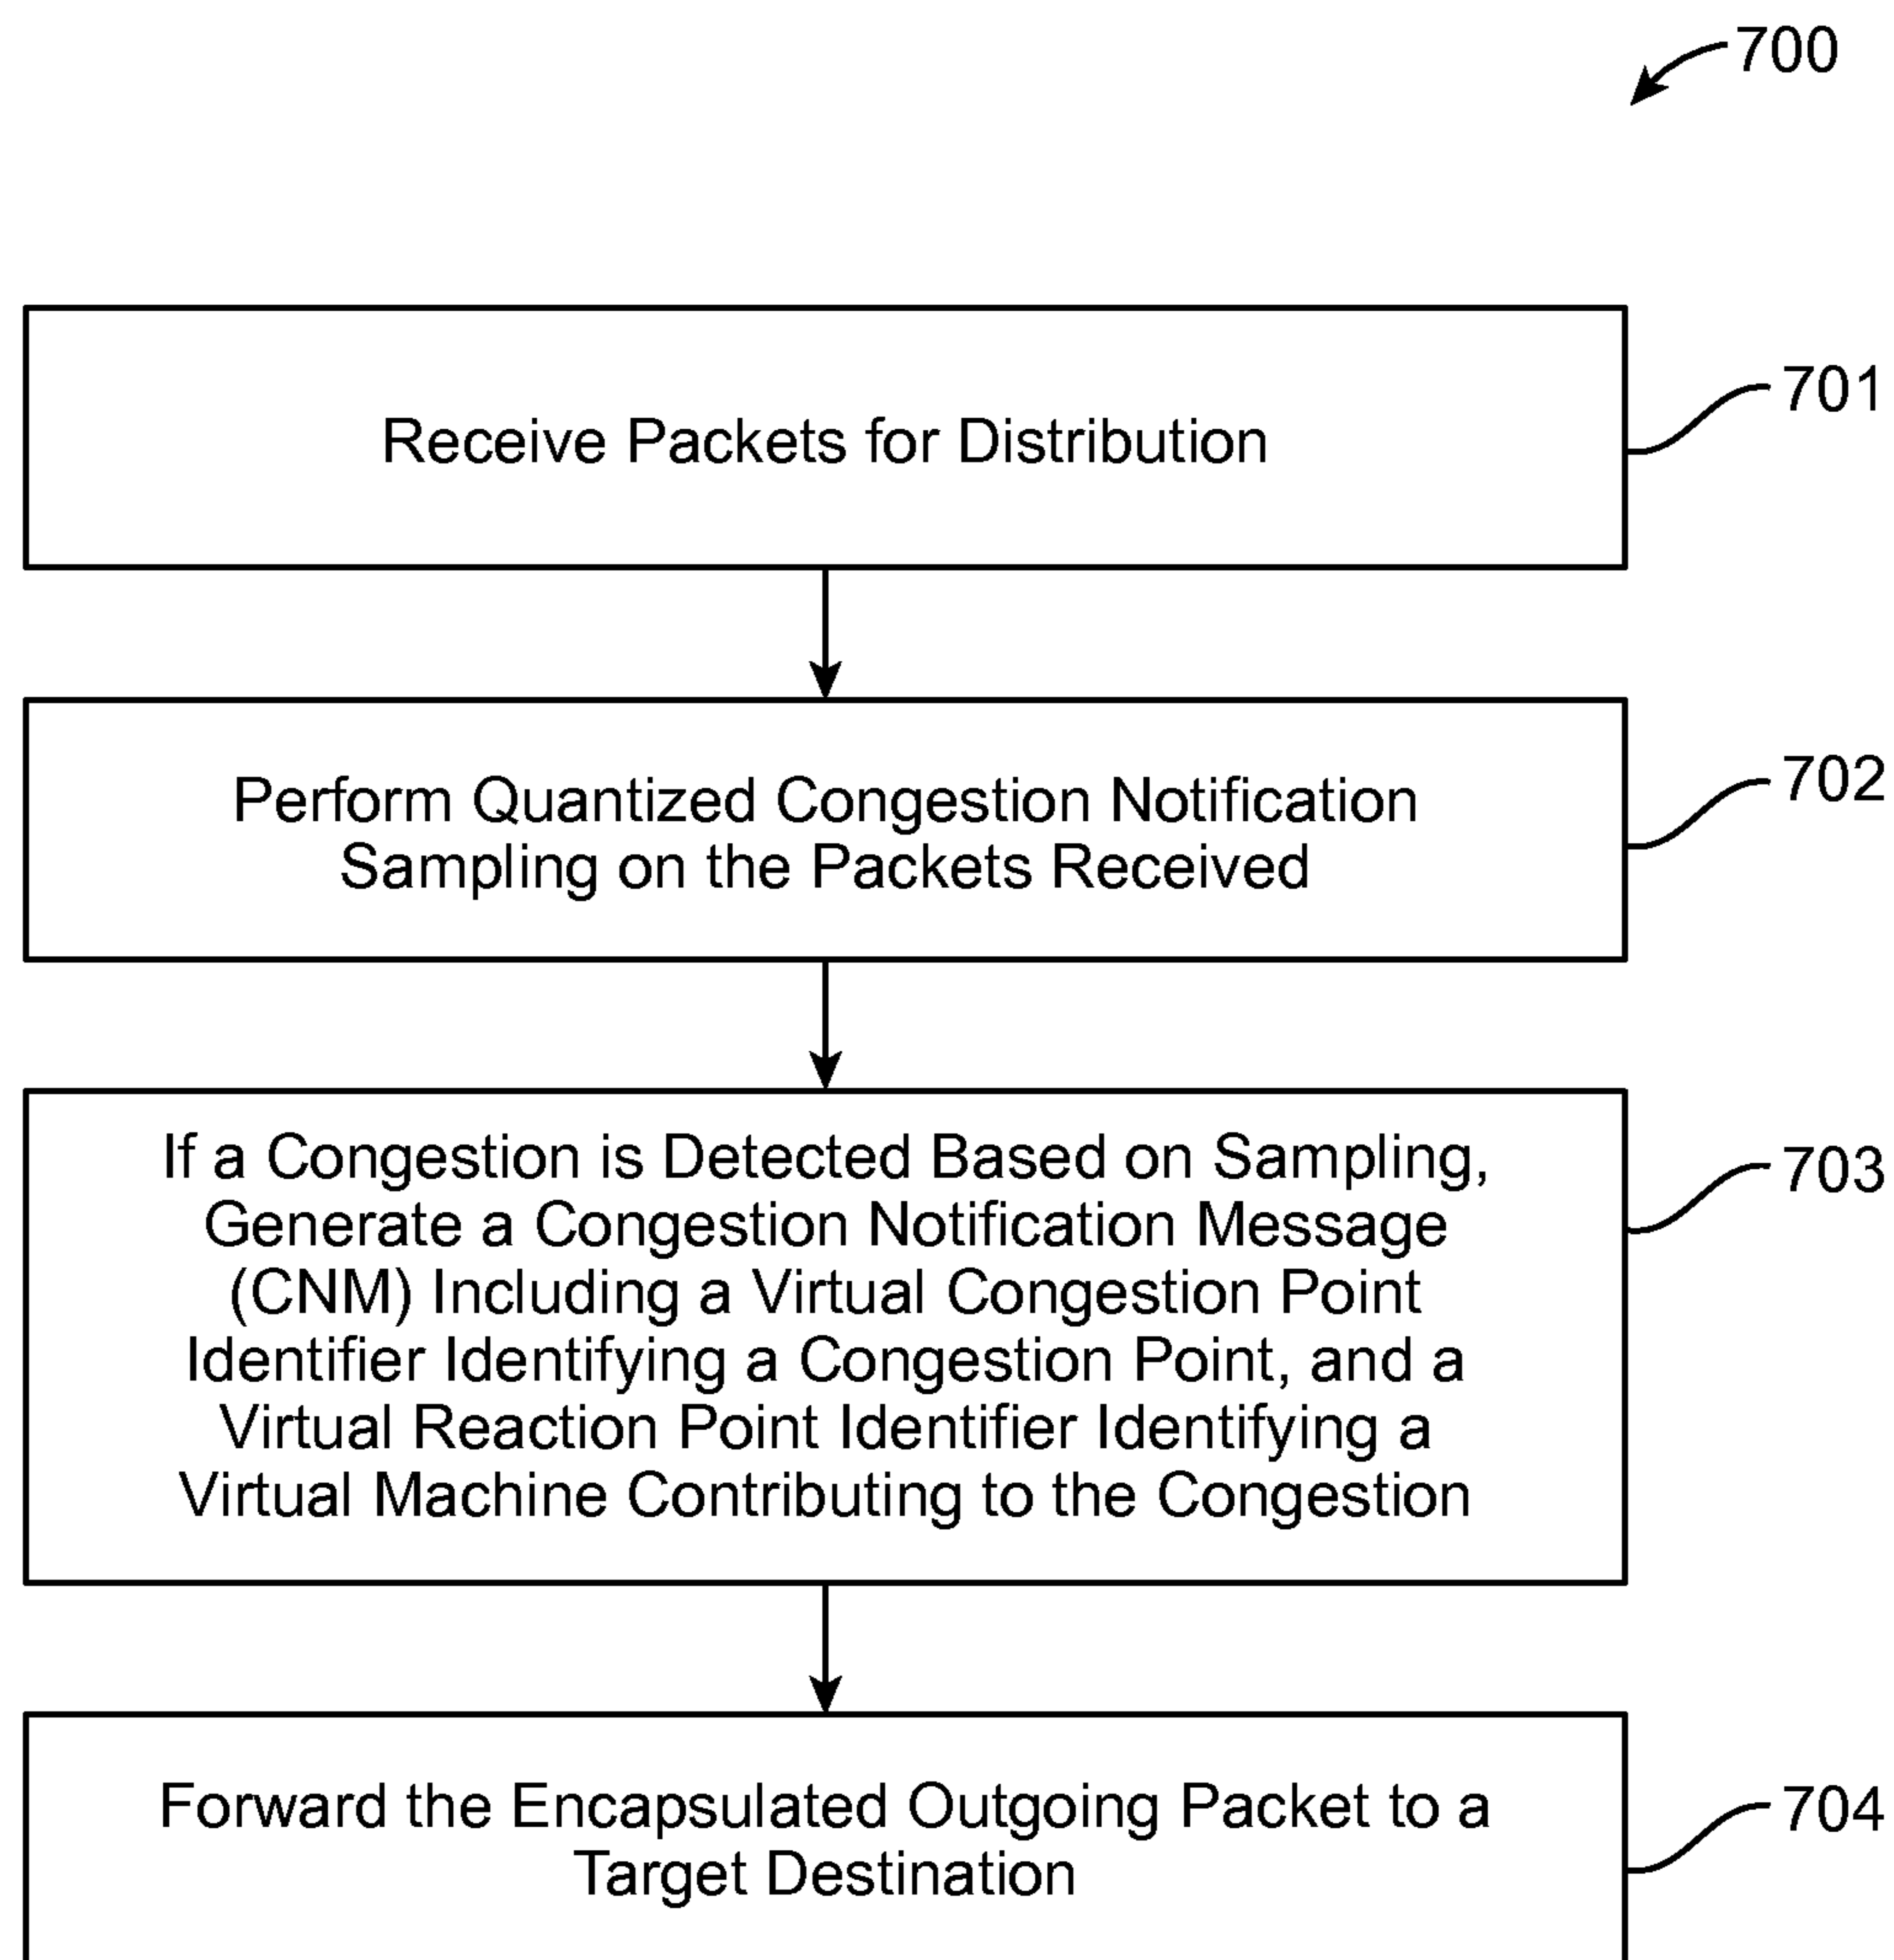 700
Receive Packets for Distribution
701
Perform Quantized Congestion Notification
Sampling on the Packets Received
702
If a Congestion is Detected Based on Sampling,
Generate a Congestion Notification Message
(CNM) Including a Virtual Congestion Point
Identifier Identifying a Congestion Point, and a
Virtual Reaction Point Identifier Identifying a
Virtual Machine Contributing to the Congestion
703
Forward the Encapsulated Outgoing Packet to a
Target Destination
704